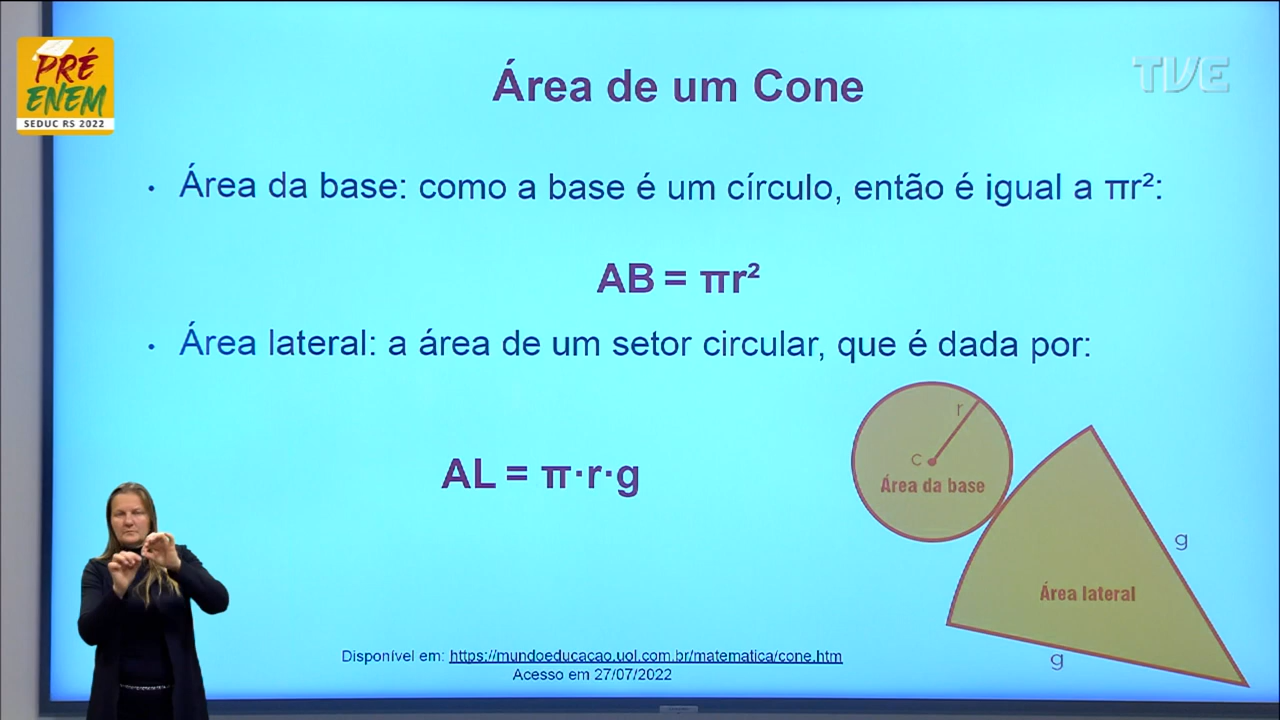 PRÉ
ENEM
SEDUC RS 2022
TVE
Área de um Cone
• Área da base: como a base é um círculo, então é igual a πr²:
AB = πr²
• Área lateral: a área de um setor circular, que é dada por:
AL = π·r·g
r
C
Área da base
g
Área lateral
g
Disponível em: https://mundoeducacao.uol.com.br/matematica/cone.htm
Acesso em 27/07/2022